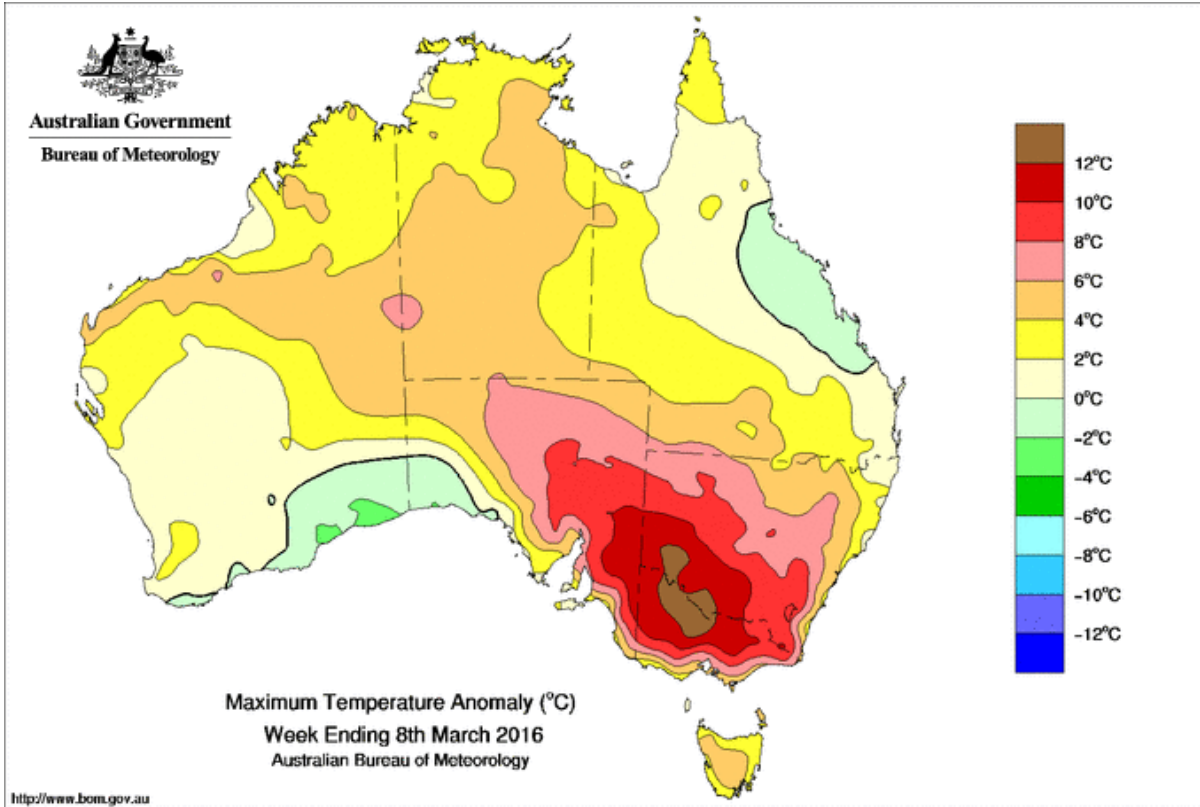 Australian Government
Bureau of Meteorology
12°C
10°C
8°C
6°C
4°C
2°C
0°C
-2°C
-4°C
-6°C
-8°C
-10°C
-12°C
Maximum Temperature Anomaly (°C)
Week Ending 8th March 2016
Australian Bureau of Meteorology
http://www.bom.gov.au